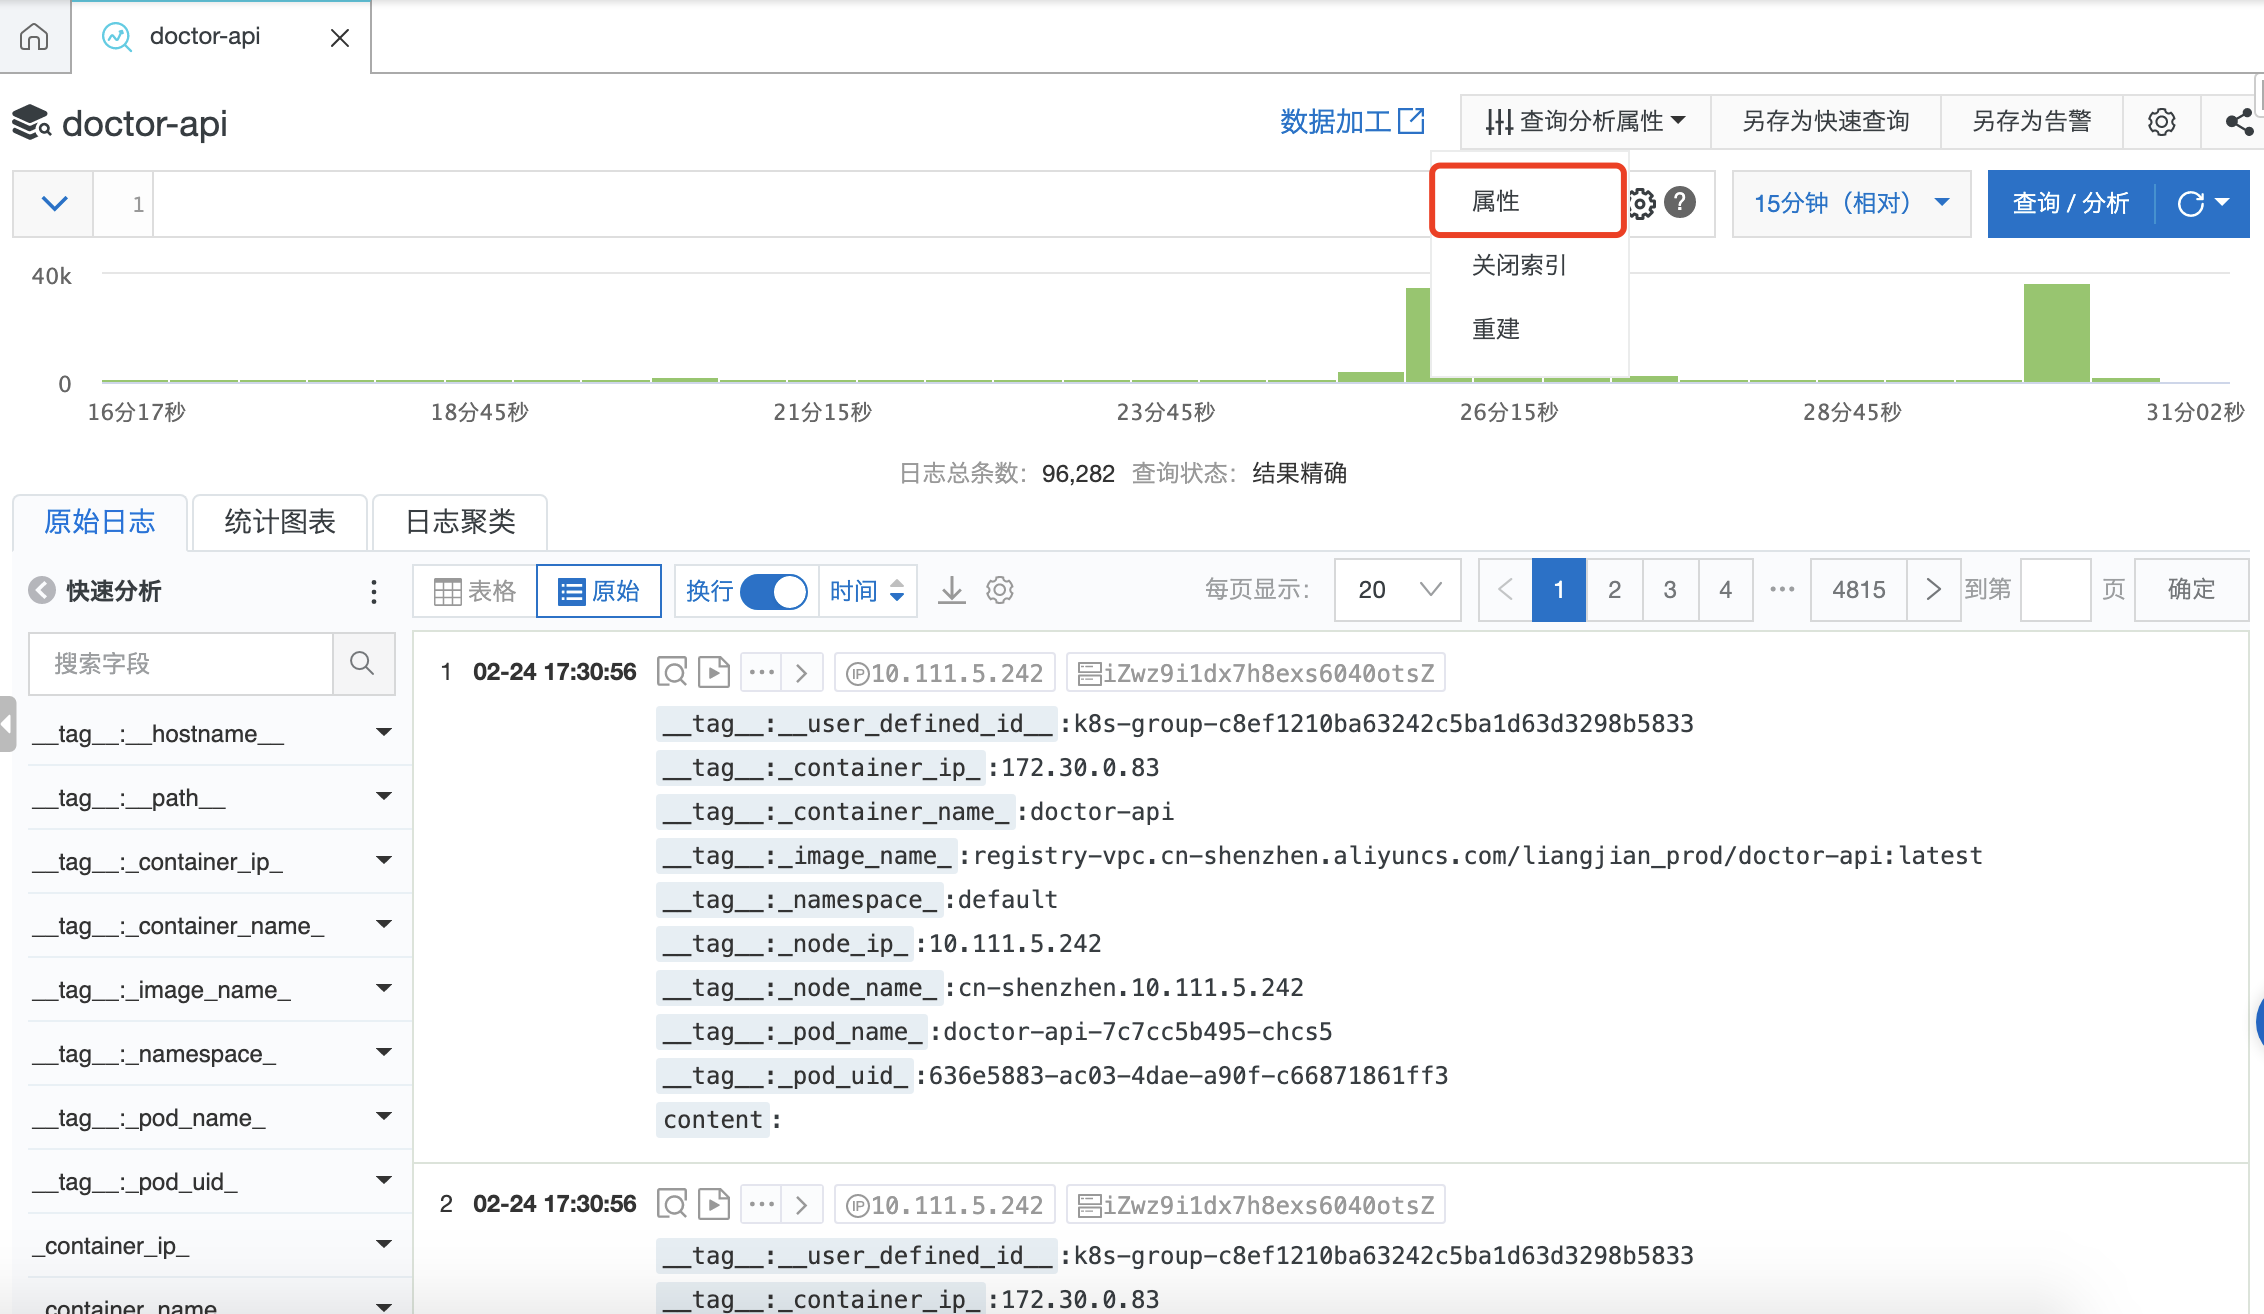 doctor-api
doctor-api
数据加工
查询分析属性
另存为快速查询
另存为告警
1
属性
?
15分钟（相对）
查询 / 分析
关闭索引
重建
40k
0
16分17秒
18分45秒
21分15秒
23分45秒
26分15秒
28分45秒
31分02秒
日志总条数: 96,282 查询状态: 结果精确
原始日志
统计图表
日志聚类
快速分析
表格
原始
换行
时间
每页显示:
20
1
2
3
4
···
4815
到第
页
确定
搜索字段
__tag__:__hostname__
__tag__:__path__
__tag__:_container_ip_
__tag__:_container_name_
__tag__:_image_name_
__tag__:_namespace_
__tag__:_pod_name_
__tag__:_pod_uid_
_container_ip_
container name
1 02-24 17:30:56 ··· IP 10.111.5.242 iZwz9i1dx7h8exs6040otsZ
__tag__:__user_defined_id__ :k8s-group-c8ef1210ba63242c5ba1d63d3298b5833
__tag__:_container_ip_ :172.30.0.83
__tag__:_container_name_ :doctor-api
__tag__:_image_name_ :registry-vpc.cn-shenzhen.aliyuncs.com/liangjian_prod/doctor-api:latest
__tag__:_namespace_ :default
__tag__:_node_ip_ :10.111.5.242
__tag__:_node_name_ :cn-shenzhen.10.111.5.242
__tag__:_pod_name_ :doctor-api-7c7cc5b495-chcs5
__tag__:_pod_uid_ :636e5883-ac03-4dae-a90f-c66871861ff3
content :
2 02-24 17:30:56 ··· IP 10.111.5.242 iZwz9i1dx7h8exs6040otsZ
__tag__:__user_defined_id__ :k8s-group-c8ef1210ba63242c5ba1d63d3298b5833
__tag__:_container_ip_ :172.30.0.83